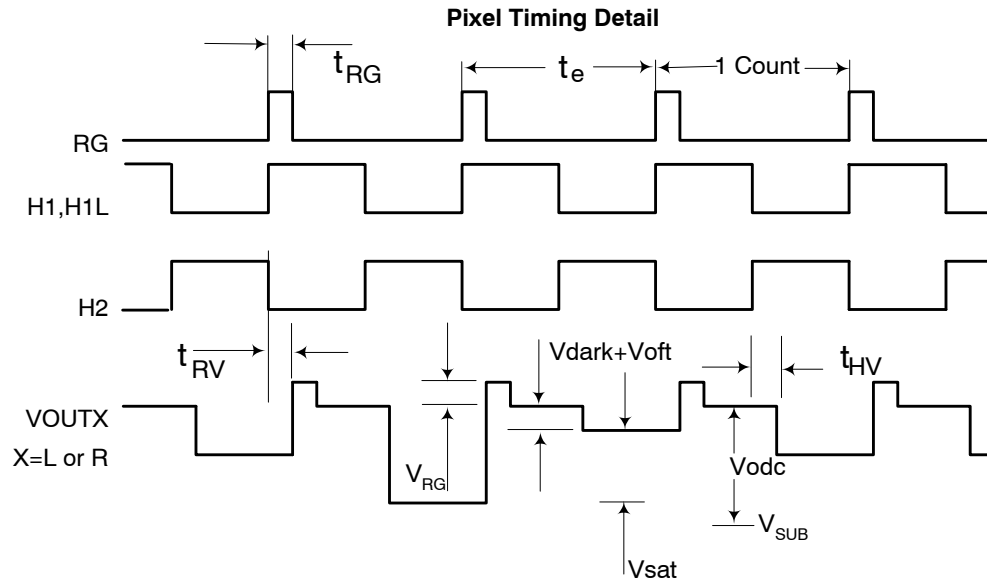 Pixel Timing Detail
tRG
te
1 Count
RG
H1,H1L
H2
tRV
Vdark+Voft
tHV
VOUTX
X=L or R
VRG
Vodc
VSUB
Vsat